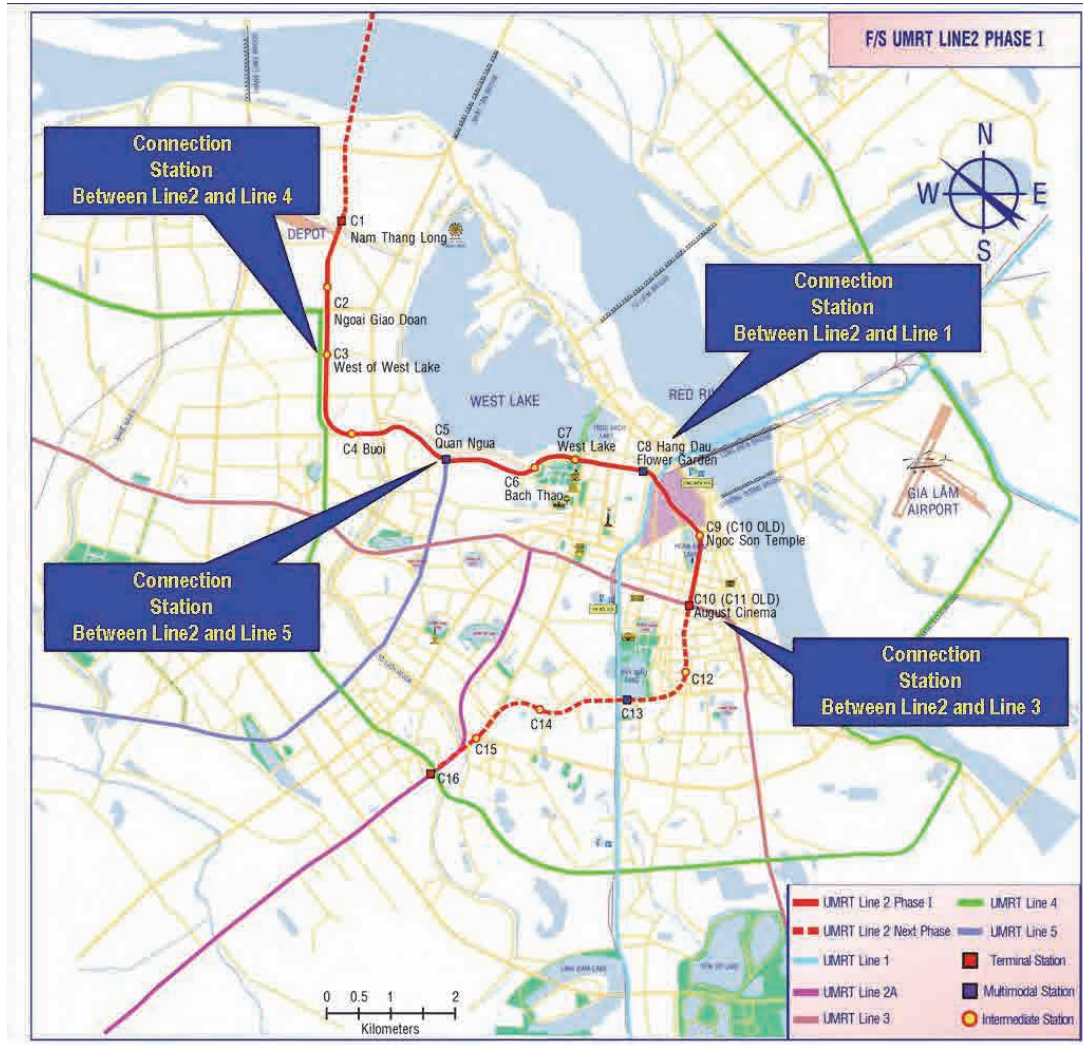 F/S UMRT LINE2 PHASE I
Connection
Station
Between Line2 and Line 4
N
W
E
S
C1
DEPOT
Nam Thang Long
Connection
Station
Between Line2 and Line 1
C2
Ngoai Giao Doan
C3
West of West Lake
WEST LAKE
RED RI
C4 Buoi
C5
Quan Ngua
C7
West Lake
C8 Hang Dau
Flower Garden
C6
Bach Thao
GIA LÂM
AIRPORT
C9 (C10 OLD)
Ngoc Son Temple
Connection
Station
Between Line2 and Line 5
C10 (C11 OLD)
August Cinema
Connection
Station
Between Line2 and Line 3
C12
C13
C14
C15
C16
UMRT Line 2 Phase I
UMRT Line 4
UMRT Line 2 Next Phase
UMRT Line 5
UMRT Line 1
Terminal Station
UMRT Line 2A
Multimodal Station
UMRT Line 3
Intermediate Station
0 0.5 1 2
Kilometers